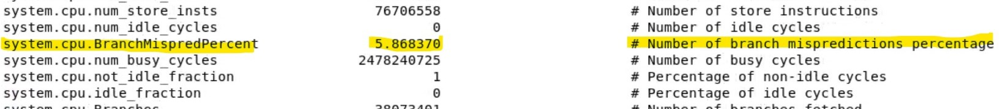 system.cpu.num_store_insts 76706558 # Number of store instructions
system.cpu.num_idle_cycles 0 # Number of idle cycles
system.cpu.BranchMispredPercent 5.868370 # Number of branch mispredictions percentage
system.cpu.num_busy_cycles 2478240725 # Number of busy cycles
system.cpu.not_idle_fraction 1 # Percentage of non-idle cycles
system.cpu.idle_fraction 0 # Percentage of idle cycles
system.cpu.Branches 38073401 # Number of branches fetched